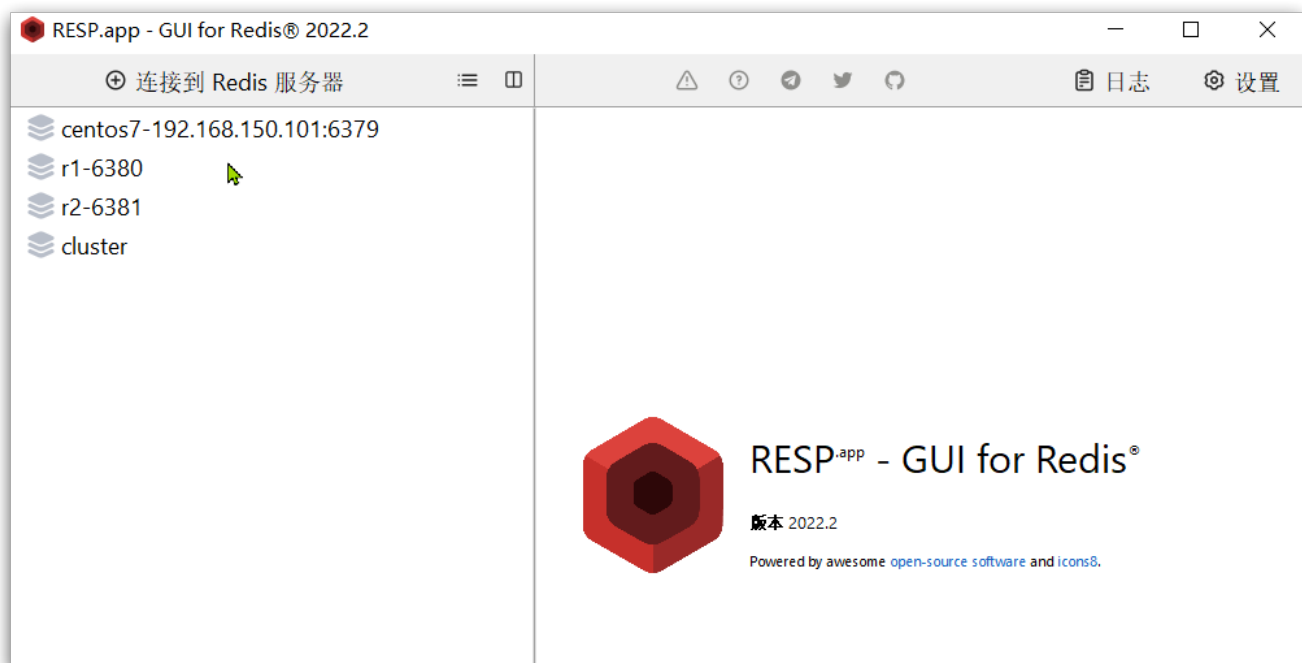 RESP.app - GUI for Redis® 2022.2
连接到 Redis 服务器
日志
设置
centos7-192.168.150.101:6379
r1-6380
r2-6381
cluster
RESP.app - GUI for Redis®
版本 2022.2
Powered by awesome open-source software and icons8.